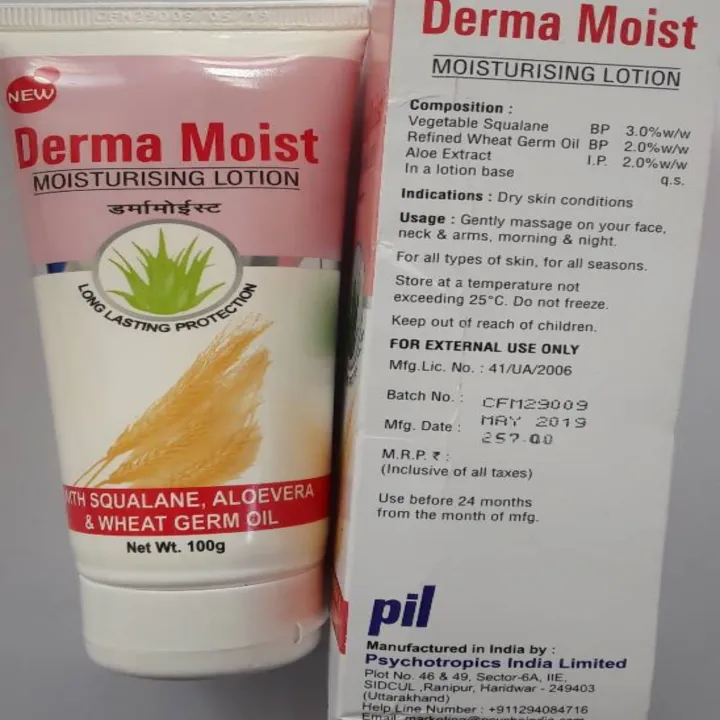 CFM29009/05/19
NEW
Derma Moist
MOISTURISING LOTION
डर्मामोईस्ट
LONG LASTING PROTECTION
WITH SQUALANE, ALOEVERA
& WHEAT GERM OIL
Net Wt. 100g
Derma Moist
MOISTURISING LOTION
Composition :
Vegetable Squalane BP 3.0%w/w
Refined Wheat Germ Oil BP 2.0%w/w
Aloe Extract I.P. 2.0%w/w
In a lotion base q.s.
Indications : Dry skin conditions
Usage : Gently massage on your face,
neck & arms, morning & night.
For all types of skin, for all seasons.
Store at a temperature not
exceeding 25°C. Do not freeze.
Keep out of reach of children.
FOR EXTERNAL USE ONLY
Mfg.Lic. No. : 41/UA/2006
Batch No. : CFM29009
Mfg. Date : MAY 2019
257.00
M.R.P. ₹ :
(Inclusive of all taxes)
Use before 24 months
from the month of mfg.
pil
Manufactured in India by :
Psychotropics India Limited
Plot No. 46 & 49, Sector-6A, IIE,
SIDCUL ,Ranipur, Haridwar - 249403
(Uttarakhand)
Help Line Number : +911294084716
Email